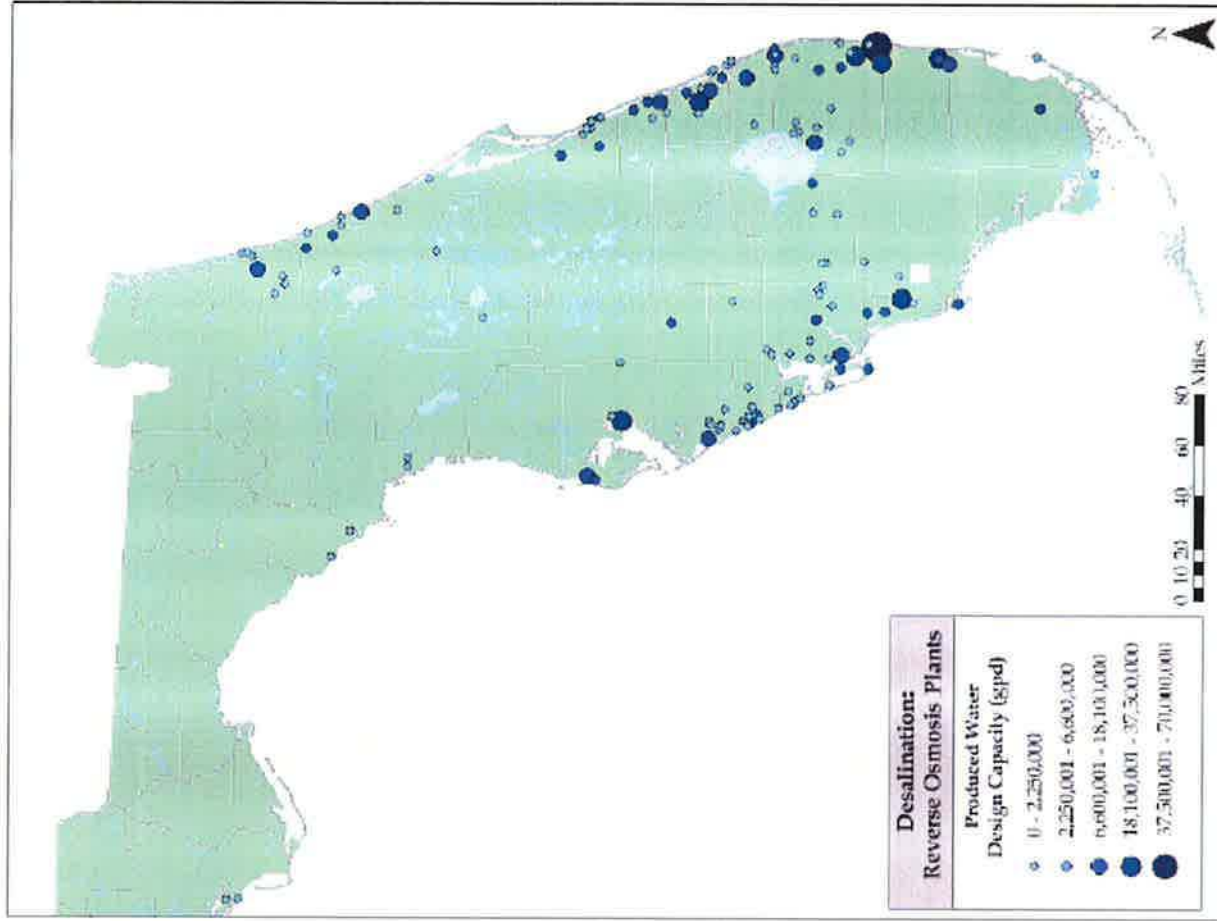 Desalination:
Reverse Osmosis Plants
Produced Water
Design Capacity (gpd)
0 - 2,250,000
2,250,001 - 6,600,000
6,600,001 - 18,100,000
18,100,001 - 37,500,000
37,500,001 - 70,000,000
0 10 20 40 60 80
Miles
N